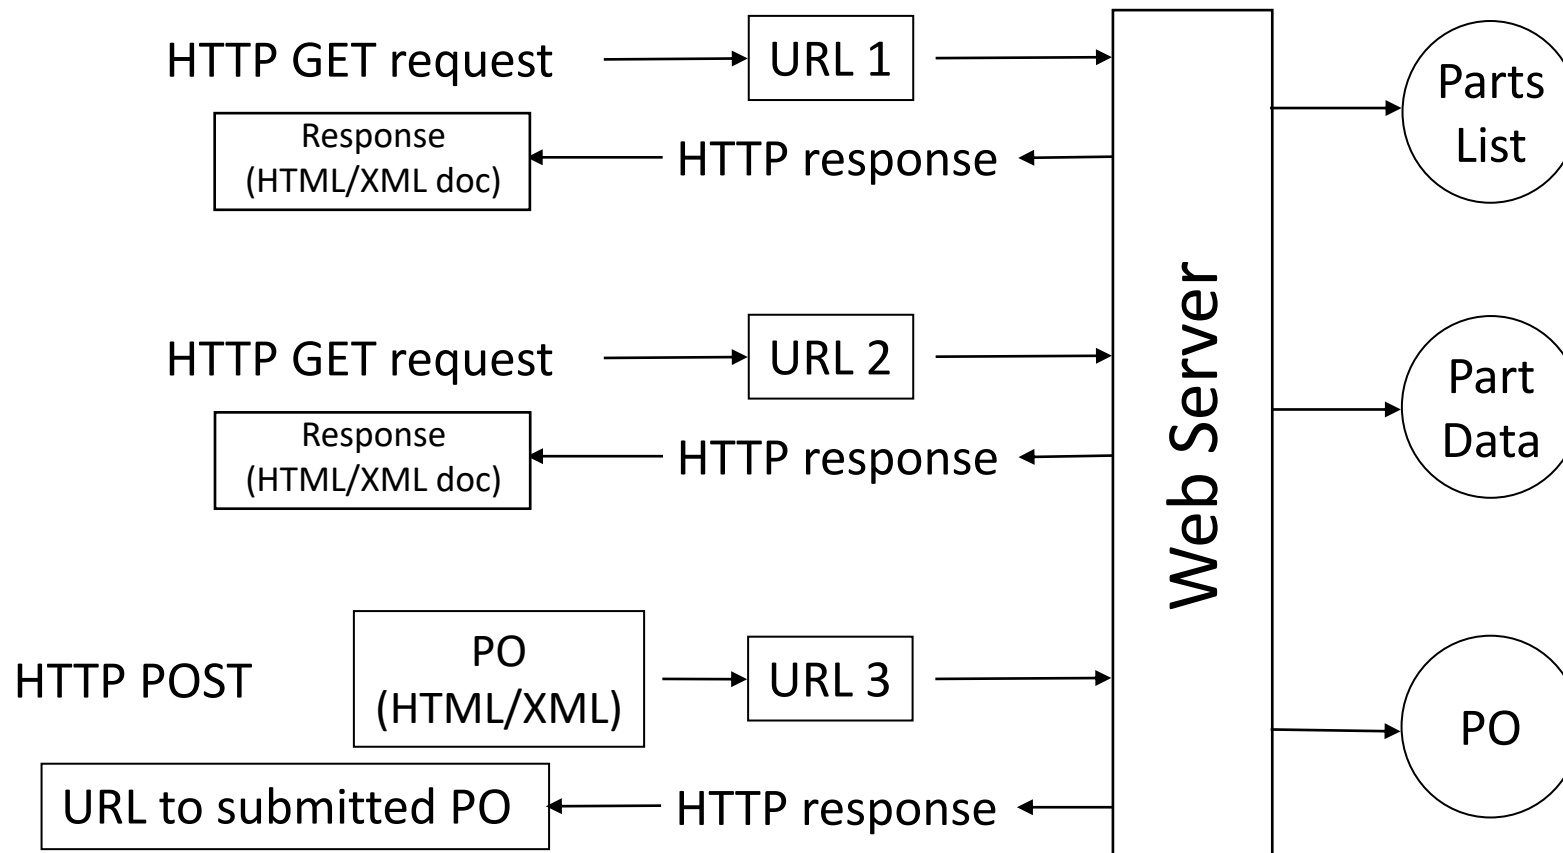 HTTP GET request
URL 1
Parts
List
Response
(HTML/XML doc)
HTTP response
Web Server
HTTP GET request
URL 2
Part
Data
Response
(HTML/XML doc)
HTTP response
HTTP POST
PO
(HTML/XML)
URL 3
PO
URL to submitted PO
HTTP response